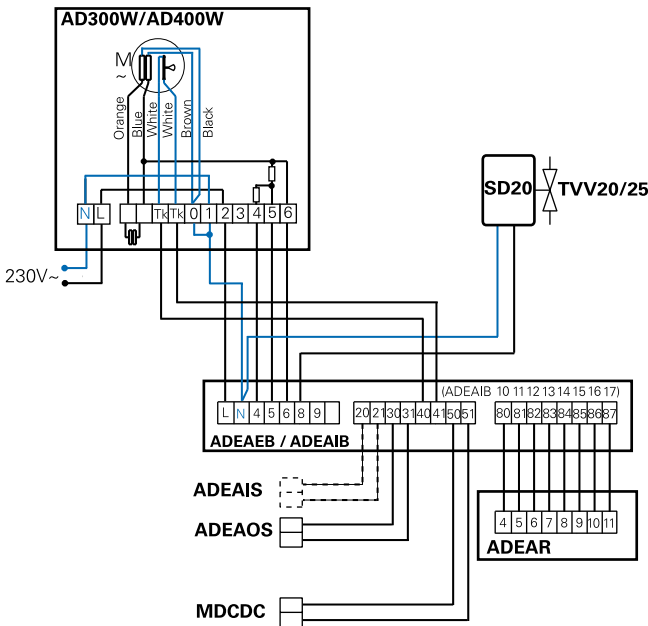 AD300W/AD400W
M
~
Orange
Blue
White
White
Brown
Black
N L Tk Tk 0 1 2 3 4 5 6
230V~
SD20 TVV20/25
(ADEAIB 10 11 12 13 14 15 16 17)
L N 4 5 6 8 9 20 21 30 31 40 41 50 51 80 81 82 83 84 85 86 87
ADEAEB / ADEAIB
ADEAIS
ADEAOS
4 5 6 7 8 9 10 11
ADEAR
MDCDC